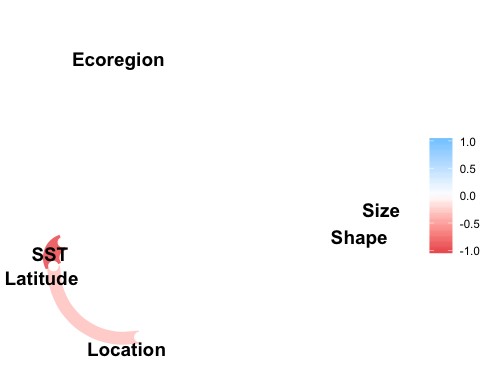 Ecoregion
1.0
0.5
0.0
-0.5
-1.0
Size
Shape
SST
Latitude
Location